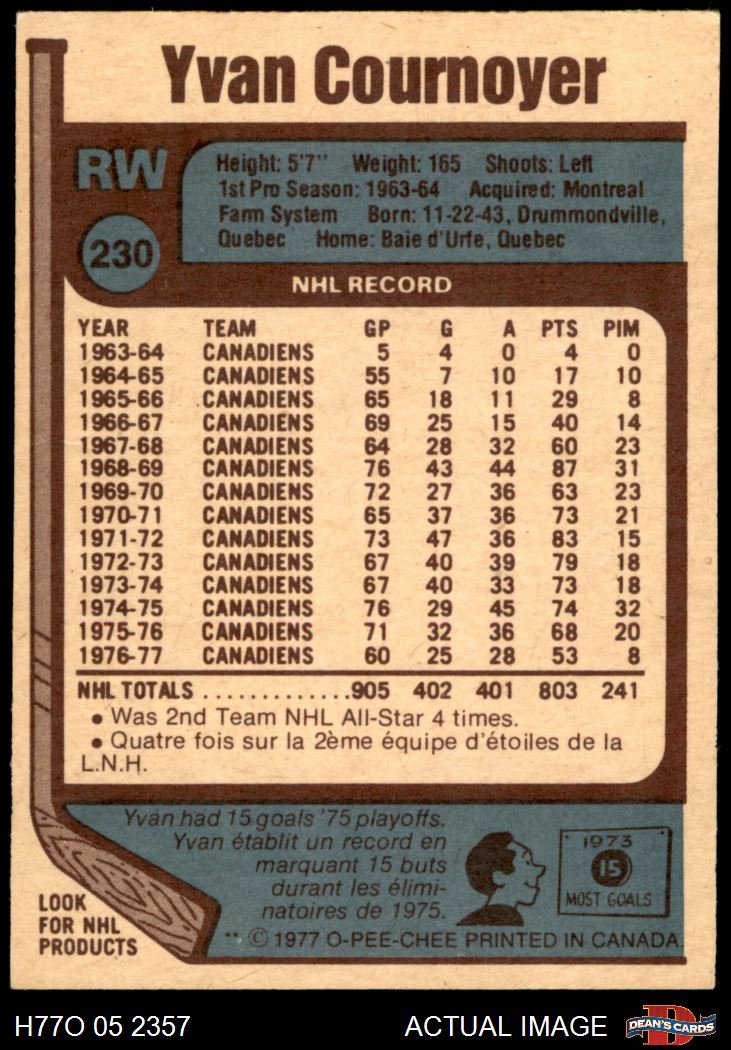 Yvan Cournoyer
RW
230
Height: 5'7" Weight: 165 Shoots: Left
1st Pro Season: 1963-64 Acquired: Montreal
Farm System Born: 11-22-43, Drummondville,
Quebec Home: Baie d'Urfe, Quebec
NHL RECORD
YEAR TEAM GP G A PTS PIM
1963-64 CANADIENS 5 4 0 4 0
1964-65 CANADIENS 55 7 10 17 10
1965-66 CANADIENS 65 18 11 29 8
1966-67 CANADIENS 69 25 15 40 14
1967-68 CANADIENS 64 28 32 60 23
1968-69 CANADIENS 76 43 44 87 31
1969-70 CANADIENS 72 27 36 63 23
1970-71 CANADIENS 65 37 36 73 21
1971-72 CANADIENS 73 47 36 83 15
1972-73 CANADIENS 67 40 39 79 18
1973-74 CANADIENS 67 40 33 73 18
1974-75 CANADIENS 76 29 45 74 32
1975-76 CANADIENS 71 32 36 68 20
1976-77 CANADIENS 60 25 28 53 8
NHL TOTALS .............905 402 401 803 241
• Was 2nd Team NHL All-Star 4 times.
• Quatre fois sur la 2ème équipe d'étoiles de la
L.N.H.
Yvan had 15 goals '75 playoffs.
Yvan établit un record en
marquant 15 buts
durant les élimi-
natoires de 1975.
1973
15
MOST GOALS
LOOK
FOR NHL
PRODUCTS
** © 1977 O-PEE-CHEE PRINTED IN CANADA.
H77O 05 2357 ACTUAL IMAGE
D
DEAN'S CARDS